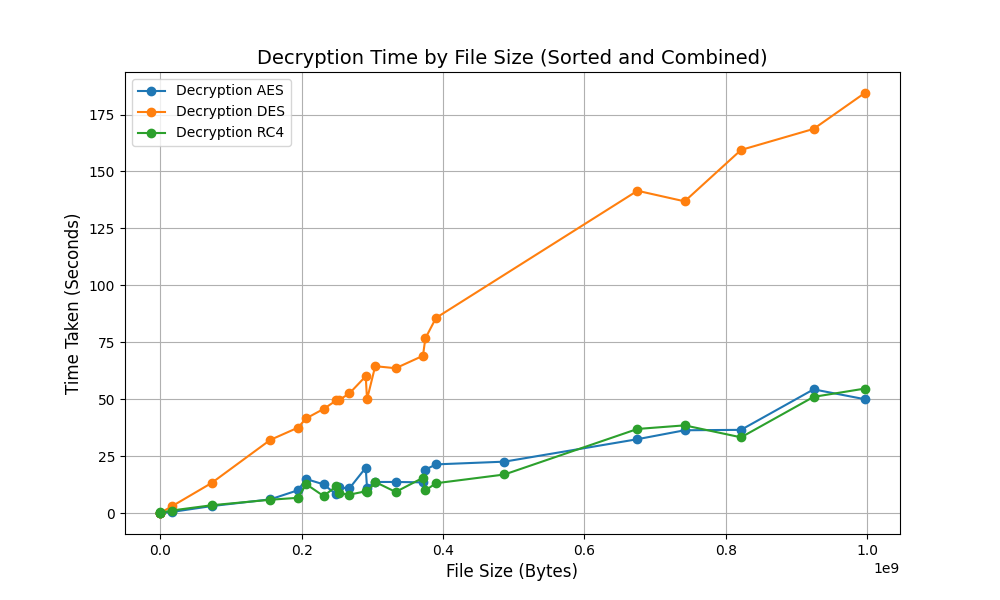 Decryption Time by File Size (Sorted and Combined)
Decryption AES
Decryption DES
Decryption RC4
Time Taken (Seconds)
175
150
125
100
75
50
25
0
0.0 0.2 0.4 0.6 0.8 1.0
1e9
File Size (Bytes)